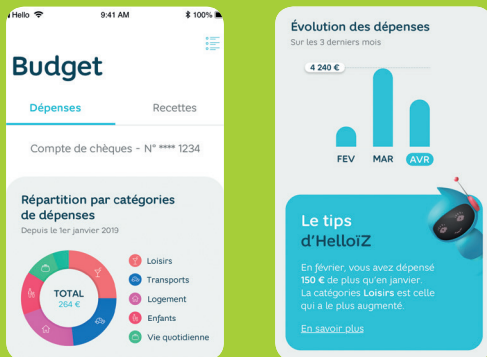 Hello 9:41 AM 100%
Budget
Dépenses Recettes
Compte de chèques - N° **** 1234
Répartition par catégories
de dépenses
Depuis le 1er janvier 2019
TOTAL
264 €
Loisirs
Transports
Logement
Enfants
Vie quotidienne
Évolution des dépenses
Sur les 3 derniers mois
4 240 €
FEV MAR AVR
Le tips
d'HelloïZ
En février, vous avez dépensé
150 € de plus qu'en janvier.
La catégories Loisirs est celle
qui a le plus augmenté.
En savoir plus